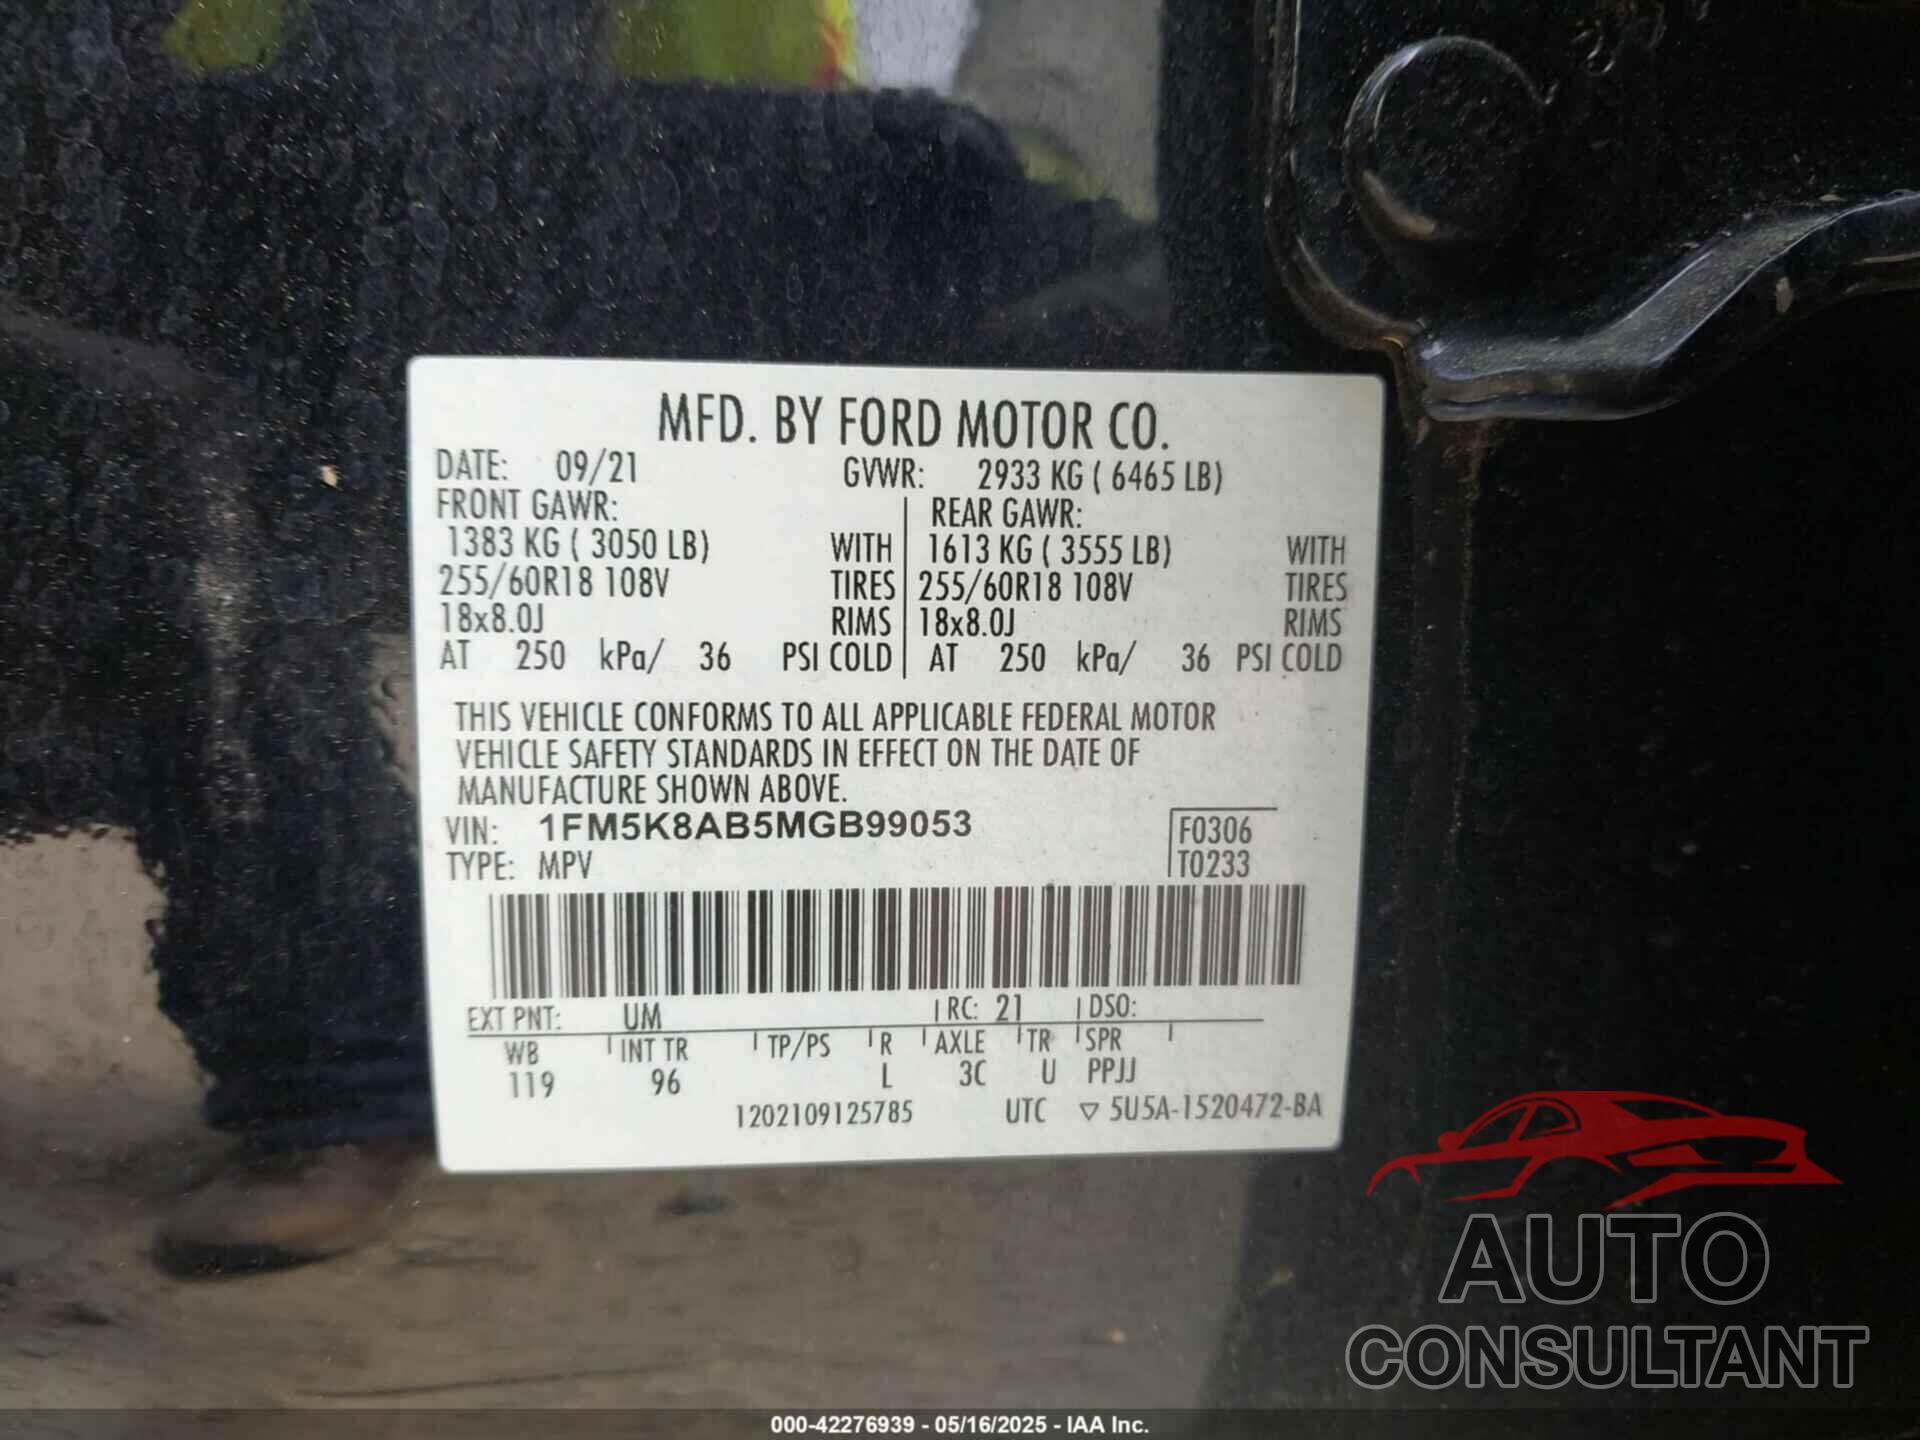 MFD. BY FORD MOTOR CO.
DATE: 09/21 GVWR: 2933 KG ( 6465 LB)
FRONT GAWR: REAR GAWR:
1383 KG ( 3050 LB) WITH 1613 KG ( 3555 LB) WITH
255/60R18 108V TIRES 255/60R18 108V TIRES
18x8.0J RIMS 18x8.0J RIMS
AT 250 kPa/ 36 PSI COLD AT 250 kPa/ 36 PSI COLD
THIS VEHICLE CONFORMS TO ALL APPLICABLE FEDERAL MOTOR
VEHICLE SAFETY STANDARDS IN EFFECT ON THE DATE OF
MANUFACTURE SHOWN ABOVE.
VIN: 1FM5K8AB5MGB99053 F0306
TYPE: MPV T0233
EXT PNT: UM RC: 21 DSO:
WB INT TR TP/PS R AXLE TR SPR
119 96 L 3C U PPJJ
1202109125785 UTC ▽ 5U5A-1520472-BA
AUTO
CONSULTANT
000-42276939 - 05/16/2025 - IAA Inc.